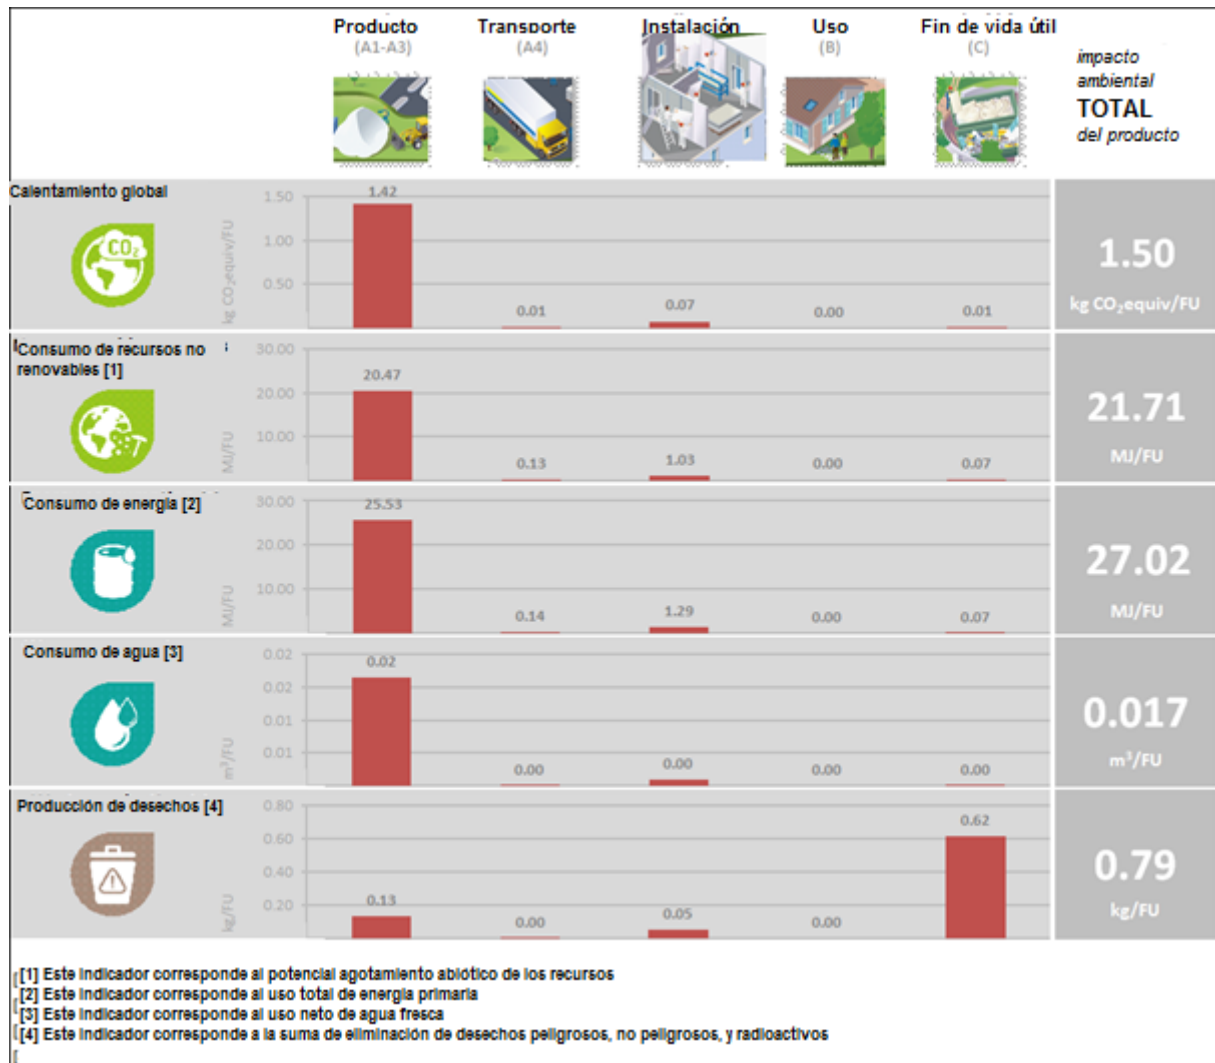 Producto
(A1-A3)
Transporte
(A4)
Instalación
Uso
(B)
Fin de vida útil
(C)
impacto
ambiental
TOTAL
del producto
Calentamiento global
CO₂
kg CO₂equiv/FU
1.50
1.00
0.50
1.42
0.01
0.07
0.00
0.01
1.50
kg CO₂equiv/FU
Consumo de recursos no
renovables [1]
MJ/FU
30.00
20.00
10.00
20.47
0.13
1.03
0.00
0.07
21.71
MJ/FU
Consumo de energía [2]
MJ/FU
30.00
20.00
10.00
25.53
0.14
1.29
0.00
0.07
27.02
MJ/FU
Consumo de agua [3]
m³/FU
0.02
0.02
0.01
0.01
0.02
0.00
0.00
0.00
0.00
0.017
m³/FU
Producción de desechos [4]
kg/FU
0.80
0.60
0.40
0.20
0.13
0.00
0.05
0.00
0.62
0.79
kg/FU
[1] Este indicador corresponde al potencial agotamiento abiótico de los recursos
[2] Este indicador corresponde al uso total de energía primaria
[3] Este indicador corresponde al uso neto de agua fresca
[4] Este indicador corresponde a la suma de eliminación de desechos peligrosos, no peligrosos, y radioactivos